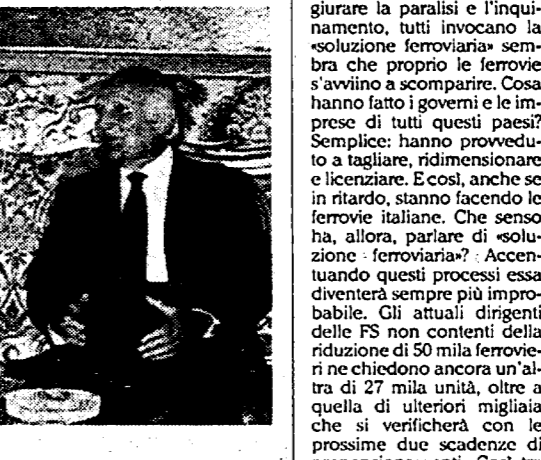 giurare la paralisi e l'inqui-
namento, tutti invocano la
«soluzione ferroviaria» sem-
bra che proprio le ferrovie
s'avviino a scomparire. Cosa
hanno fatto i governi e le im-
prese di tutti questi paesi?
Semplice: hanno provvedu-
to a tagliare, ridimensionare
e licenziare. E così, anche se
in ritardo, stanno facendo le
ferrovie italiane. Che senso
ha, allora, parlare di «solu-
zione ferroviaria»? Accen-
tuando questi processi essa
diventerà sempre più impro-
babile. Gli attuali dirigenti
delle FS non contenti della
riduzione di 50 mila ferrovie-
ri ne chiedono ancora un'al-
tra di 27 mila unità, oltre a
quella di ulteriori migliaia
che si verificherà con le
prossime due scadenze di